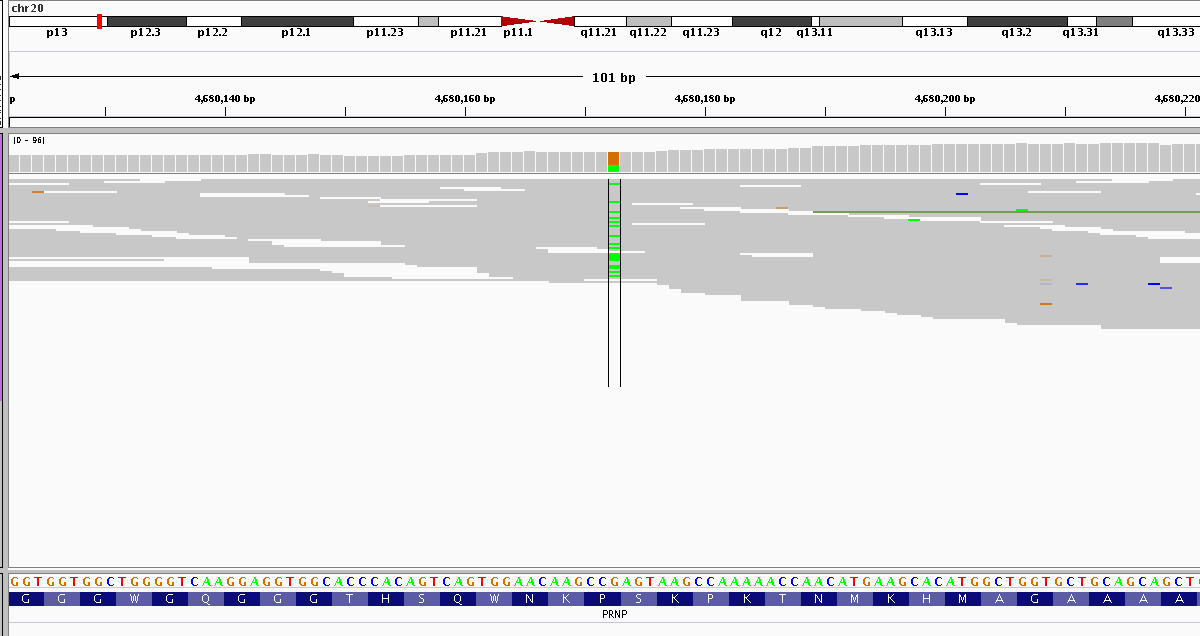 chr20
p13 p12.3 p12.2 p12.1 p11.23 p11.21 p11.1 q11.21 q11.22 q11.23 q12 q13.11 q13.13 q13.2 q13.31 q13.33
101 bp
p 4,680,140 bp 4,680,160 bp 4,680,180 bp 4,680,200 bp 4,680,220
[0 - 96]
GGTGGTGGCTGGGGTCAAGGAGGTGGCACCCACAGTCAGTGGAACAAGCCGAGTAAGCCAAAAACCAACATGAAGCACATGGCTGGTGCTGCAGCAGCT
G G G W G Q G G G T H S Q W N K P S K P K T N M K H M A G A A A A
PRNP